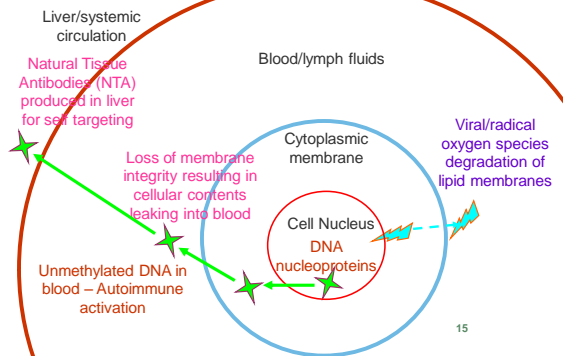 Liver/systemic
circulation
Natural Tissue
Antibodies (NTA)
produced in liver
for self targeting
Blood/lymph fluids
Cytoplasmic
membrane
Viral/radical
oxygen species
degradation of
lipid membranes
Loss of membrane
integrity resulting in
cellular contents
leaking into blood
Cell Nucleus
DNA
nucleoproteins
Unmethylated DNA in
blood – Autoimmune
activation
15